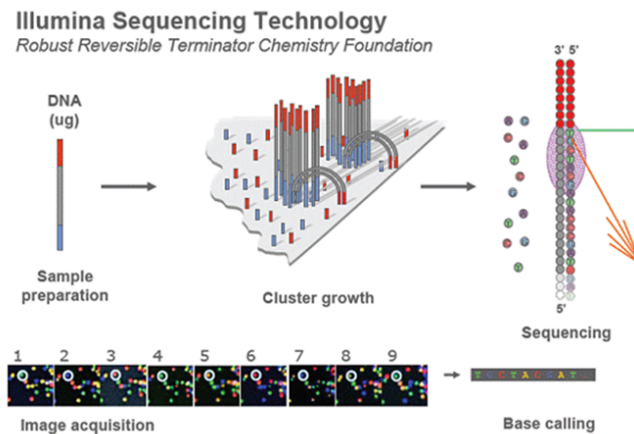 Illumina Sequencing Technology
Robust Reversible Terminator Chemistry Foundation
DNA
(ug)
3' 5'
Sample
preparation
Cluster growth
5'
Sequencing
1 2 3 4 5 6 7 8 9
Image acquisition
Base calling